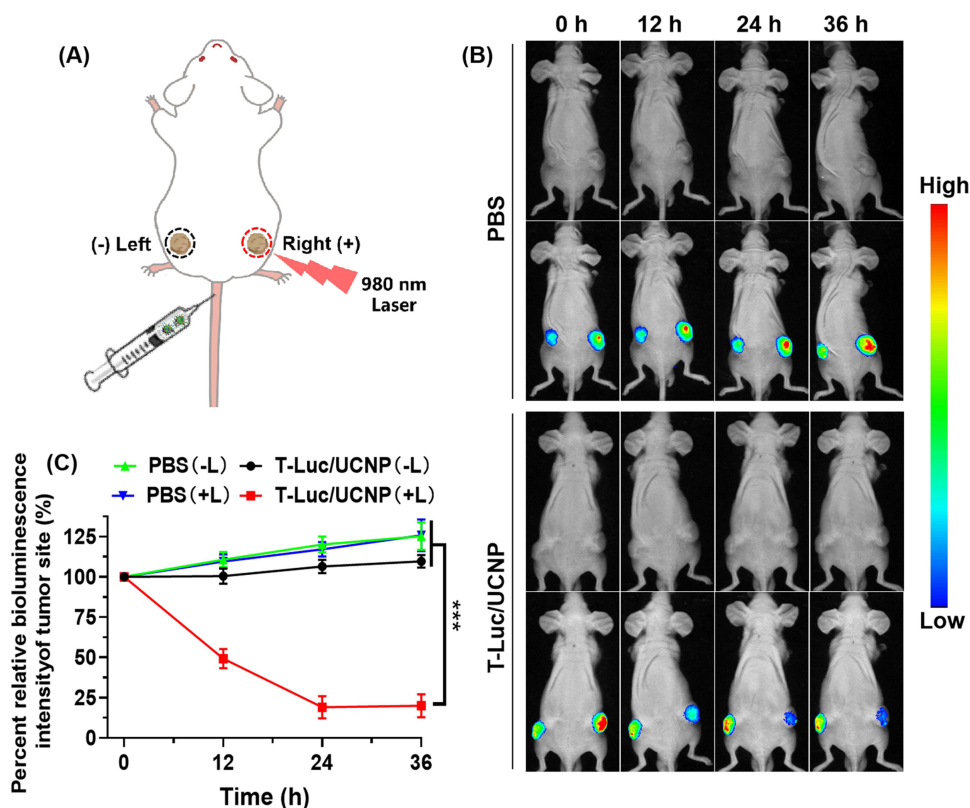 (A)
(-) Left
Right (+)
980 nm
Laser
(B)
0 h
12 h
24 h
36 h
PBS
T-Luc/UCNP
High
Low
(C)
PBS（-L）
T-Luc/UCNP（-L）
PBS（+L）
T-Luc/UCNP（+L）
Percent relative bioluminescence
intensityof tumor site (%)
125
100
75
50
25
0
0
12
24
36
Time (h)
***